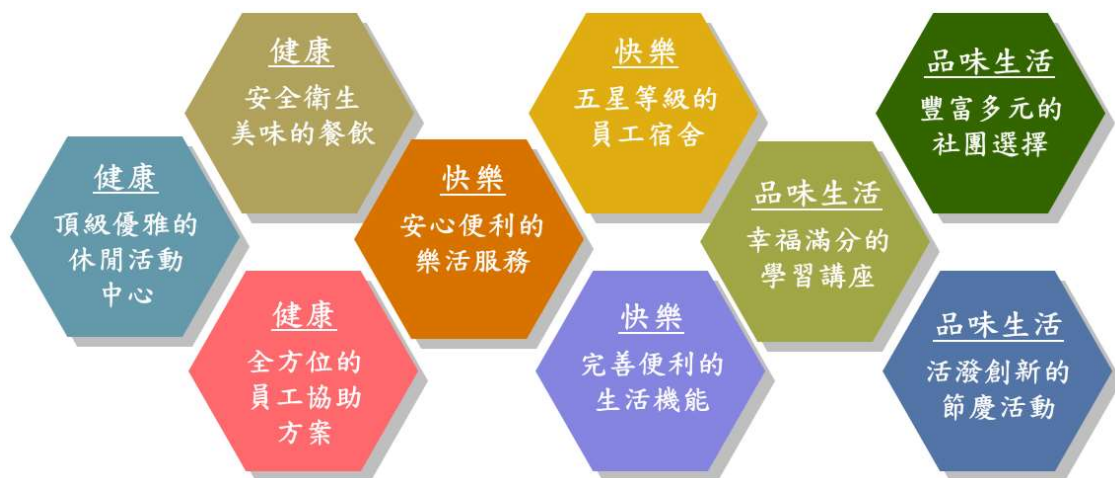 健康
安全衛生
美味的餐飲
快樂
五星等級的
員工宿舍
品味生活
豐富多元的
社團選擇
健康
頂級優雅的
休閒活動
中心
快樂
安心便利的
樂活服務
品味生活
幸福滿分的
學習講座
健康
全方位的
員工協助
方案
快樂
完善便利的
生活機能
品味生活
活潑創新的
節慶活動